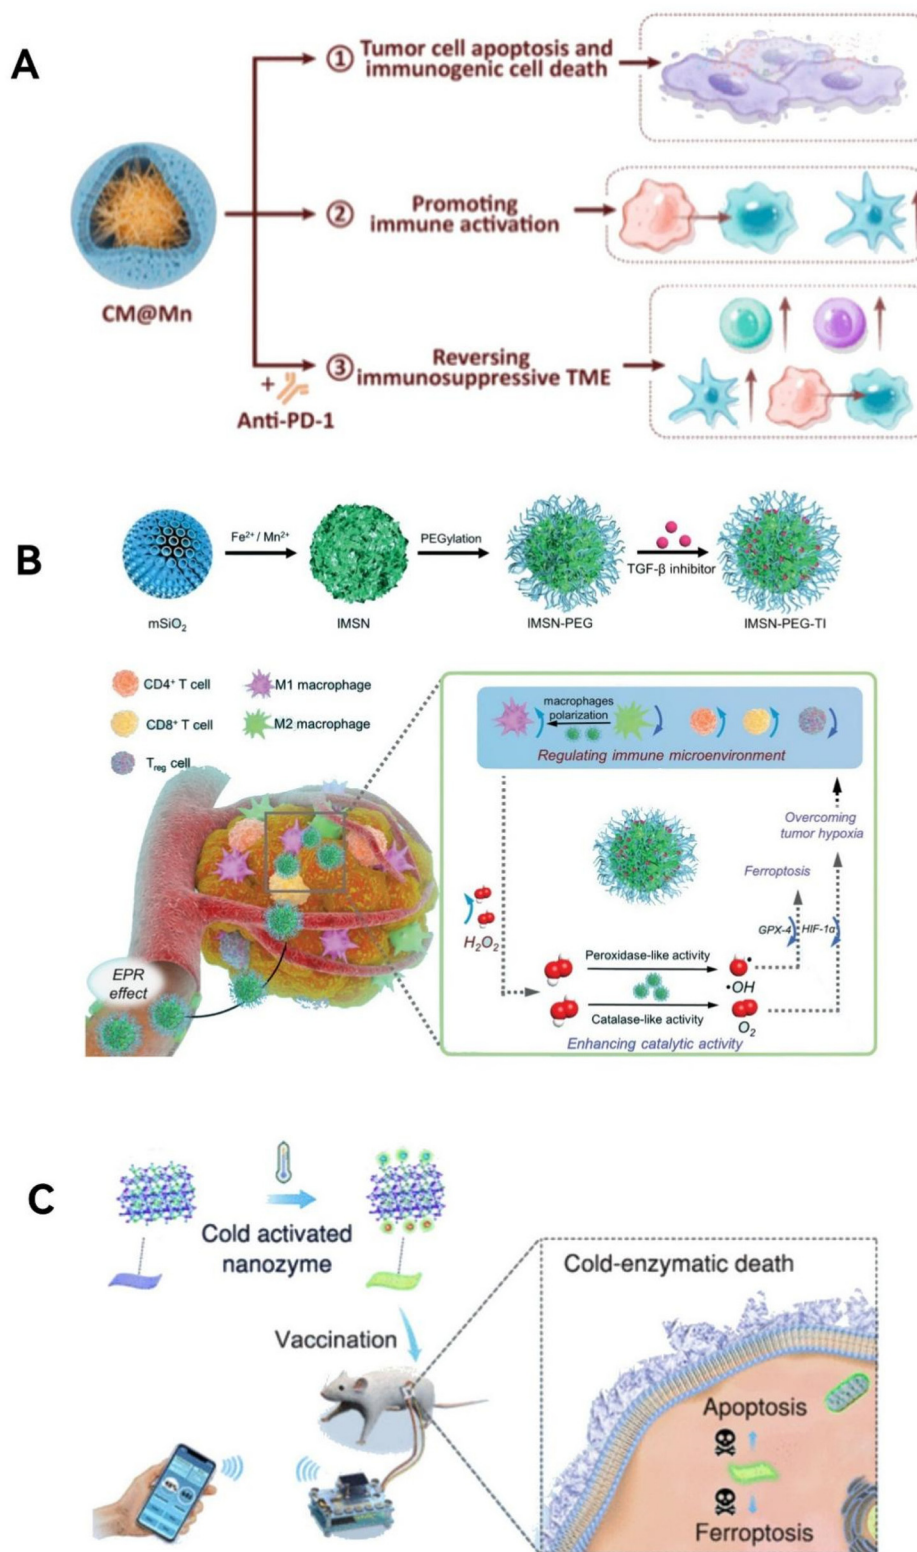 A
① Tumor cell apoptosis and
immunogenic cell death
② Promoting
immune activation
CM@Mn
③ Reversing
immunosuppressive TME
+
Anti-PD-1
B
Fe²⁺ / Mn²⁺
PEGylation
TGF-β inhibitor
mSiO₂
IMSN
IMSN-PEG
IMSN-PEG-TI
CD4⁺ T cell
M1 macrophage
CD8⁺ T cell
M2 macrophage
Treg cell
macrophages
polarization
Regulating immune microenvironment
Overcoming
tumor hypoxia
Ferroptosis
H₂O₂
GPX-4
HIF-1α
Peroxidase-like activity
•OH
Catalase-like activity
O₂
Enhancing catalytic activity
EPR
effect
C
Cold activated
nanozyme
Vaccination
Cold-enzymatic death
Apoptosis
Ferroptosis